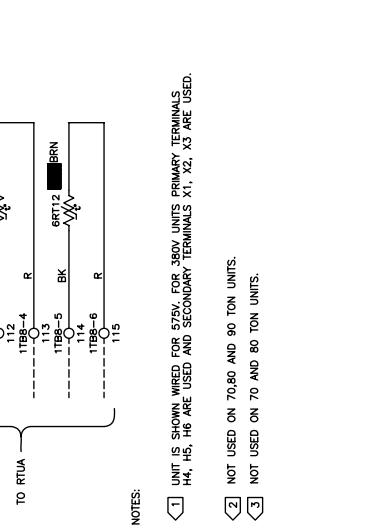 TO RTUA
112
1TB8-4
113
R
1TB8-5
114
BK
6RT12
BRN
1TB8-6
115
R
NOTES:
1 UNIT IS SHOWN WIRED FOR 575V. FOR 380V UNITS PRIMARY TERMINALS
H4, H5, H6 ARE USED AND SECONDARY TERMINALS X1, X2, X3 ARE USED.
2 NOT USED ON 70,80 AND 90 TON UNITS.
3 NOT USED ON 70 AND 80 TON UNITS.